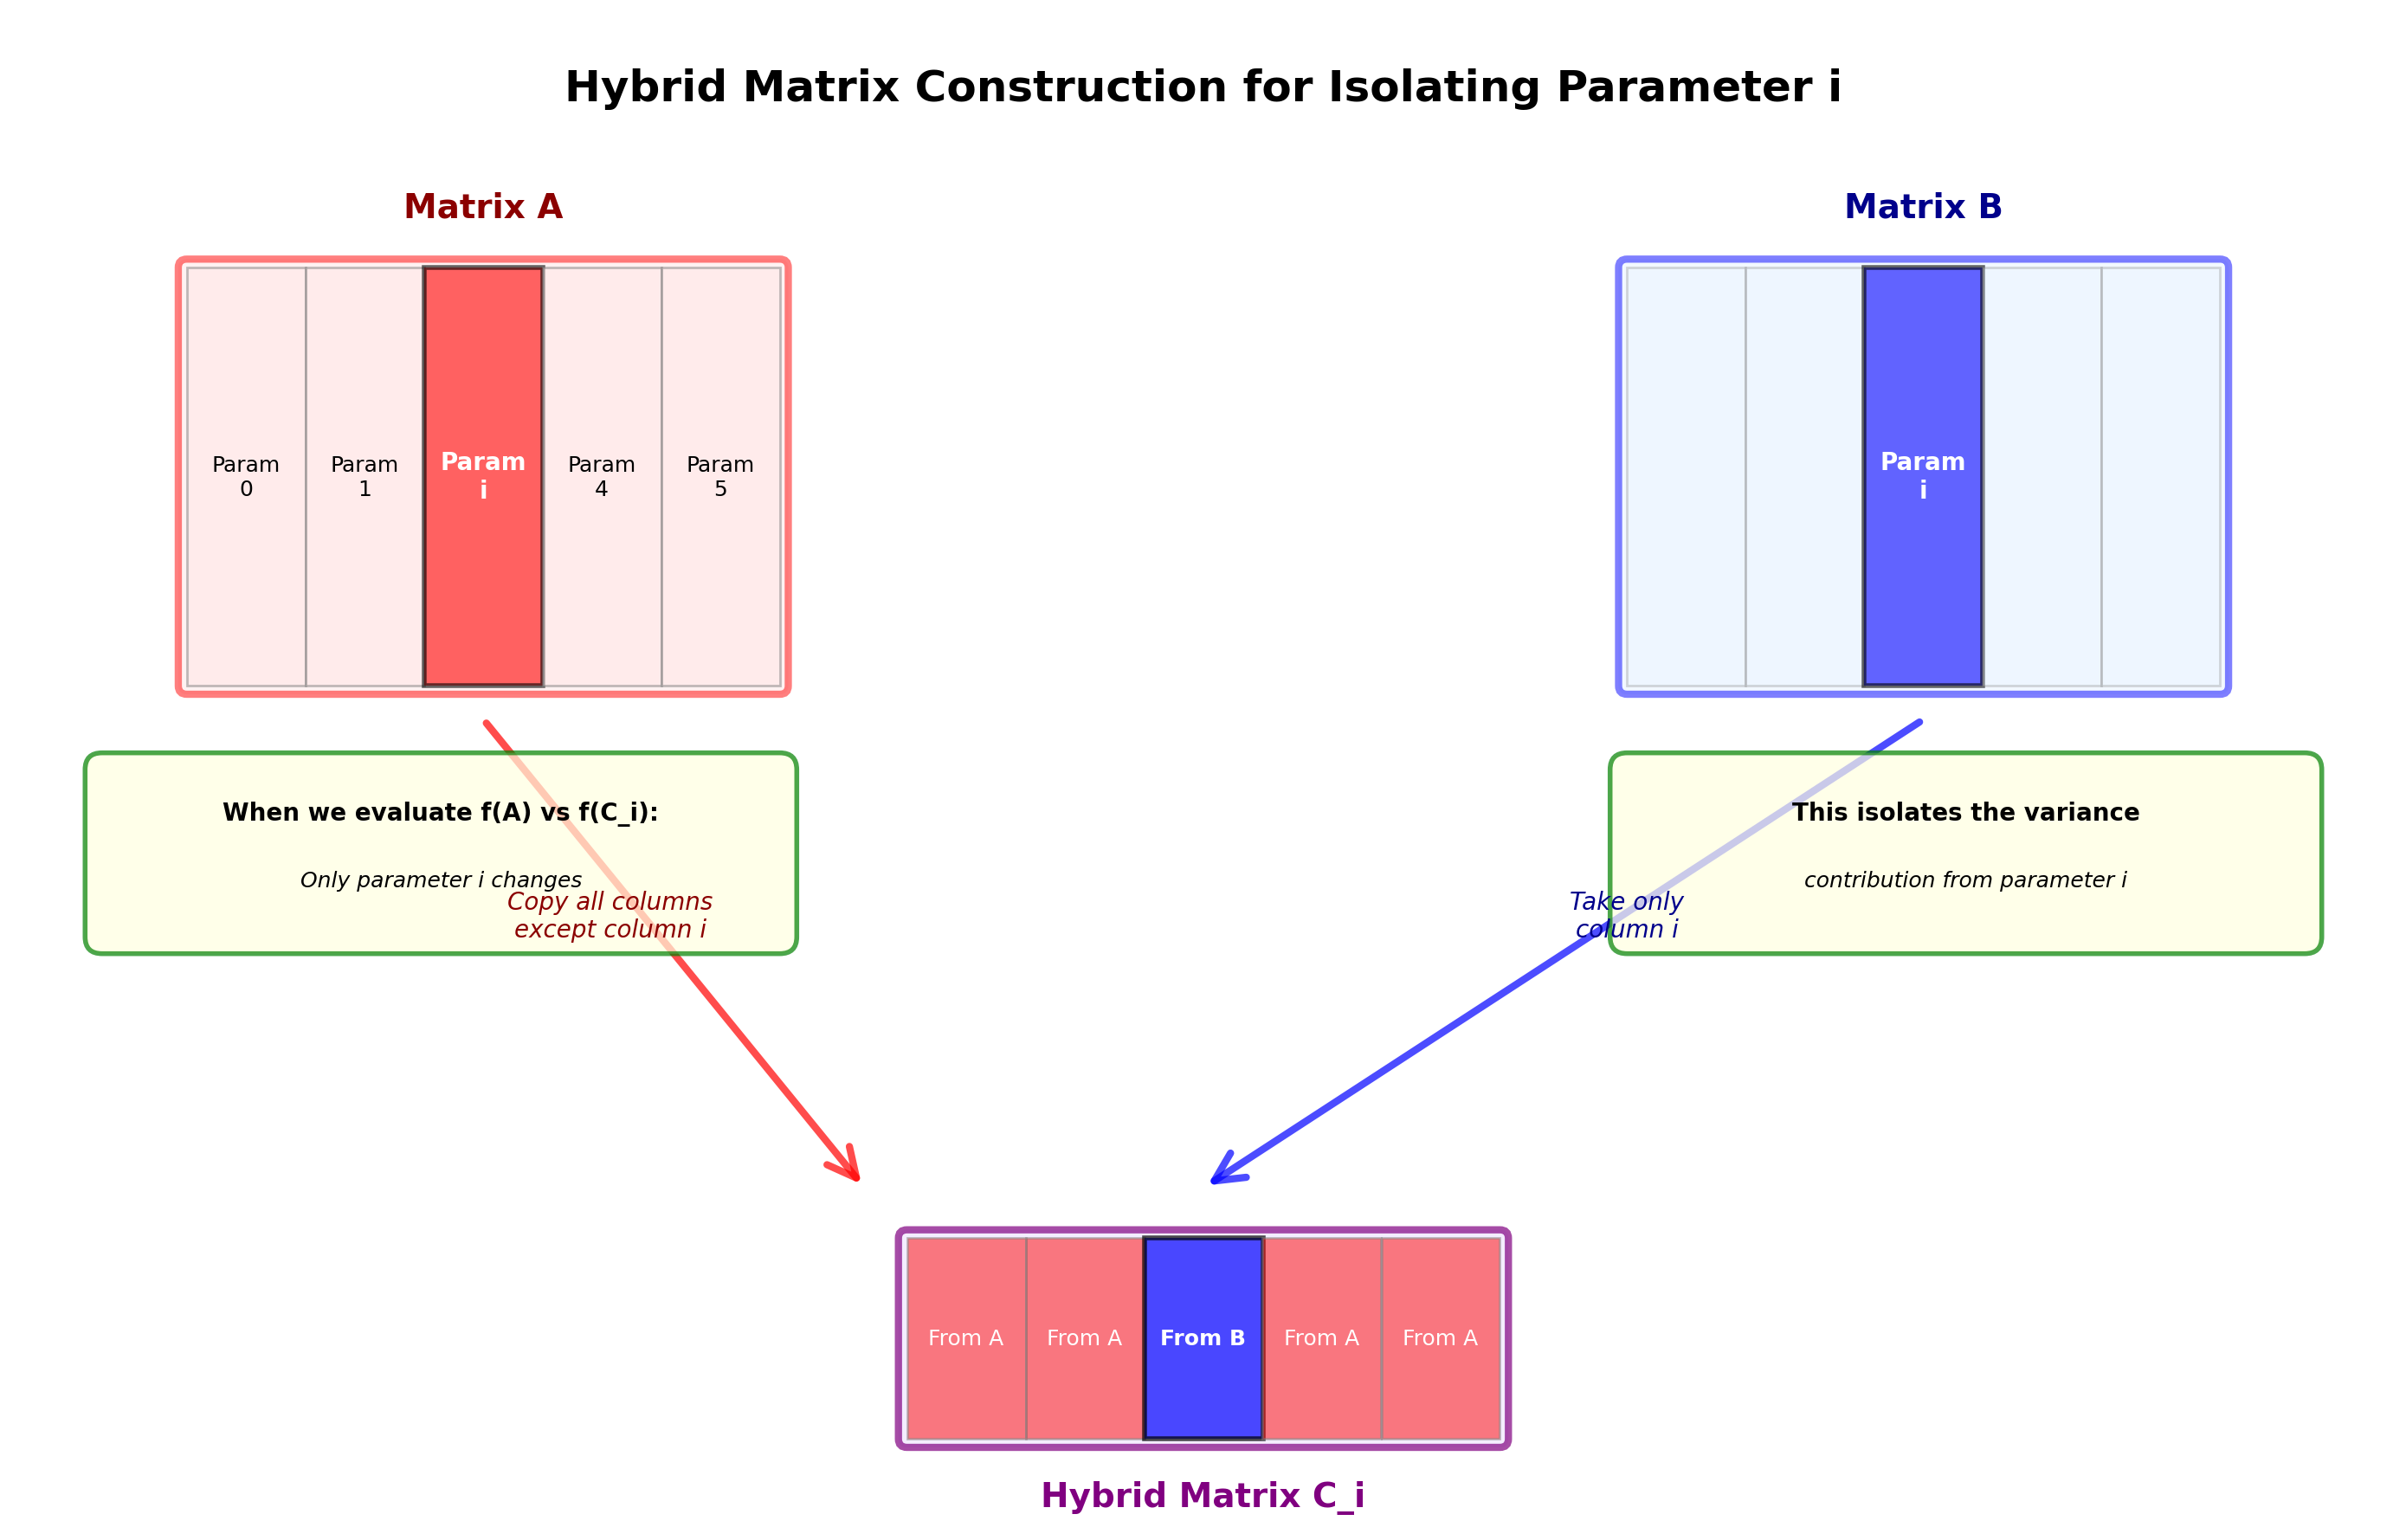 Hybrid Matrix Construction for Isolating Parameter i
Matrix A
Matrix B
Param
0
Param
1
Param
i
Param
4
Param
5
Param
i
When we evaluate f(A) vs f(C_i):
Only parameter i changes
Copy all columns
except column i
This isolates the variance
contribution from parameter i
Take only
column i
From A
From A
From B
From A
From A
Hybrid Matrix C_i